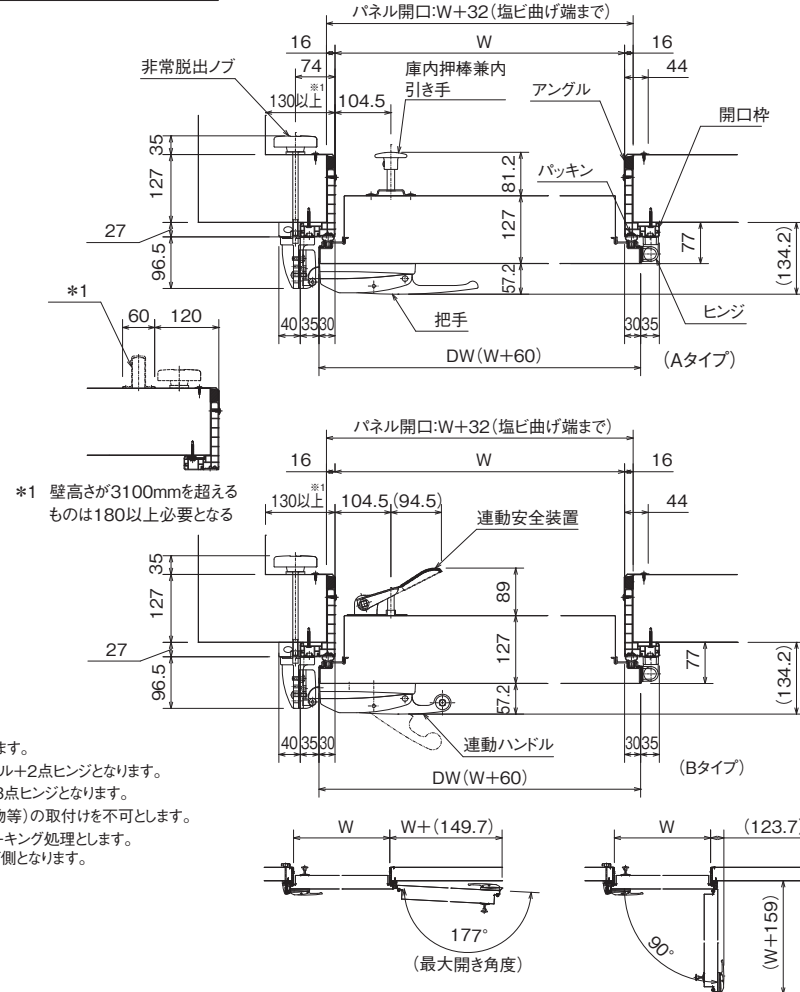 パネル開口:W+32(塩ビ曲げ端まで)
16
W
16
74
44
非常脱出ノブ
※1
130以上
104.5
庫内押棒兼内
引き手
アングル
開口枠
パッキン
35
127
27
96.5
81.2
127
57.2
77
(134.2)
40
35
30
30
35
把手
ヒンジ
DW(W+60)
(Aタイプ)
*1
60
120
*1 壁高さが3100mmを超える
ものは180以上必要となる
パネル開口:W+32(塩ビ曲げ端まで)
16
W
16
※1
130以上
104.5
(94.5)
44
連動安全装置
35
127
27
96.5
89
127
57.2
77
(134.2)
40
35
30
30
35
連動ハンドル
DW(W+60)
(Bタイプ)
ます。
ル+2点ヒンジとなります。
3点ヒンジとなります。
物等)の取付けを不可とします。
ーキング処理とします。
側となります。
W
W+(149.7)
177°
(最大開き角度)
W
(123.7)
90°
(W+159)